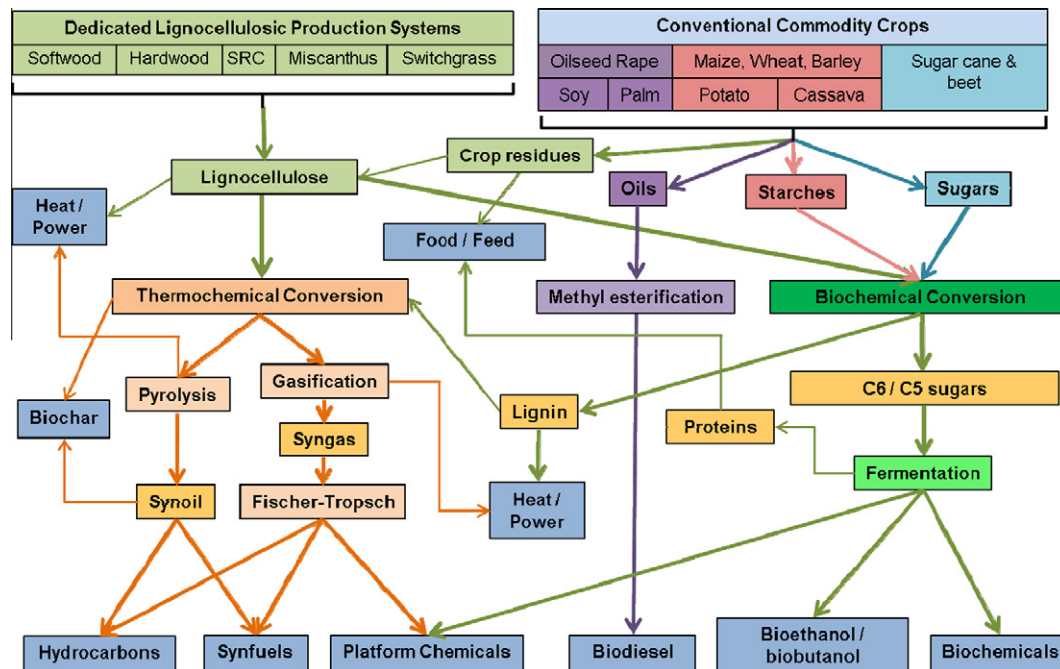 Dedicated Lignocellulosic Production Systems
Softwood Hardwood SRC Miscanthus Switchgrass
Conventional Commodity Crops
Oilseed Rape Maize, Wheat, Barley Sugar cane &
beet
Soy Palm Potato Cassava
Crop residues
Lignocellulose
Oils
Starches
Sugars
Heat /
Power
Food / Feed
Thermochemical Conversion
Methyl esterification
Biochemical Conversion
Pyrolysis
Gasification
C6 / C5 sugars
Biochar
Lignin
Proteins
Syngas
Fermentation
Synoil
Fischer-Tropsch
Heat /
Power
Hydrocarbons
Synfuels
Platform Chemicals
Biodiesel
Bioethanol /
biobutanol
Biochemicals